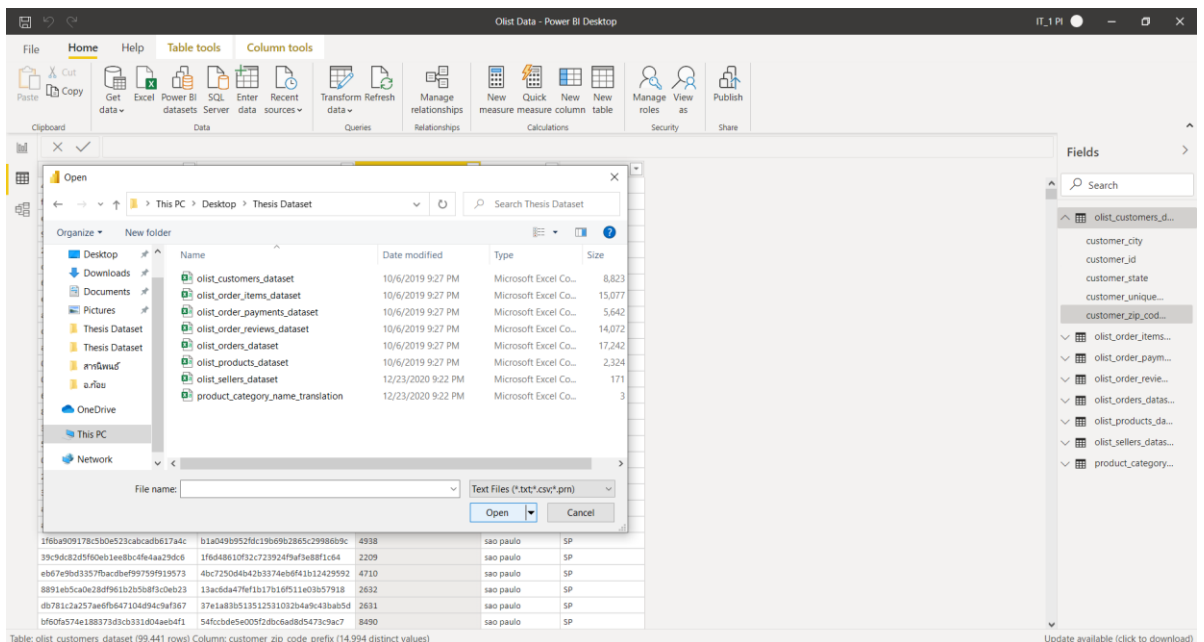 Olist Data - Power BI Desktop
IT_1 PI
File Home Help Table tools Column tools
Paste
Cut
Copy
Get data
Excel
Power BI datasets
SQL Server
Enter data
Recent sources
Transform data
Refresh
Manage relationships
New measure
Quick measure
New column
New table
Manage roles
View as
Publish
Clipboard Data Queries Relationships Calculations Security Share
Open
This PC > Desktop > Thesis Dataset
Search Thesis Dataset
Organize New folder
Desktop
Downloads
Documents
Pictures
Thesis Dataset
Thesis Dataset
สารนิพนธ์
อ.ก้อย
OneDrive
This PC
Network
Name Date modified Type Size
olist_customers_dataset 10/6/2019 9:27 PM Microsoft Excel Co... 8,823
olist_order_items_dataset 10/6/2019 9:27 PM Microsoft Excel Co... 15,077
olist_order_payments_dataset 10/6/2019 9:27 PM Microsoft Excel Co... 5,642
olist_order_reviews_dataset 10/6/2019 9:27 PM Microsoft Excel Co... 14,072
olist_orders_dataset 10/6/2019 9:27 PM Microsoft Excel Co... 17,242
olist_products_dataset 10/6/2019 9:27 PM Microsoft Excel Co... 2,324
olist_sellers_dataset 12/23/2020 9:22 PM Microsoft Excel Co... 171
product_category_name_translation 12/23/2020 9:22 PM Microsoft Excel Co... 3
File name:
Text Files (*.txt;*.csv;*.prn)
Open Cancel
1f6ba909178c5b0e523cabcadb617a4c b1a049b952fdc19b69b2865c29986b9c 4938 sao paulo SP
39c9dc82d5f60eb1ee8bc4fe4aa29dc6 1f6d48610f32c723924f9af3e88f1c64 2209 sao paulo SP
eb67e9bd3357fbacdbef99759f919573 4bc7250d4b42b3374eb6f41b12429592 4710 sao paulo SP
8891eb5ca0e28df961b2b5b8f3c0eb23 13ac6da47fef1b17b16f511e03b57918 2632 sao paulo SP
db781c2a257ae6fb647104d94c9af367 37e1a83b513512531032b4a9c43bab5d 2631 sao paulo SP
bf60fa574e188373d3cb331d04aeb4f1 54fccbde5e005f2dbc6ad8d5473c9ac7 8490 sao paulo SP
Fields
Search
olist_customers_d...
customer_city
customer_id
customer_state
customer_unique...
customer_zip_cod...
olist_order_items...
olist_order_paym...
olist_order_revie...
olist_orders_datas...
olist_products_da...
olist_sellers_datas...
product_category...
Table: olist_customers_dataset (99,441 rows) Column: customer_zip_code_prefix (14,994 distinct values)
Update available (click to download)